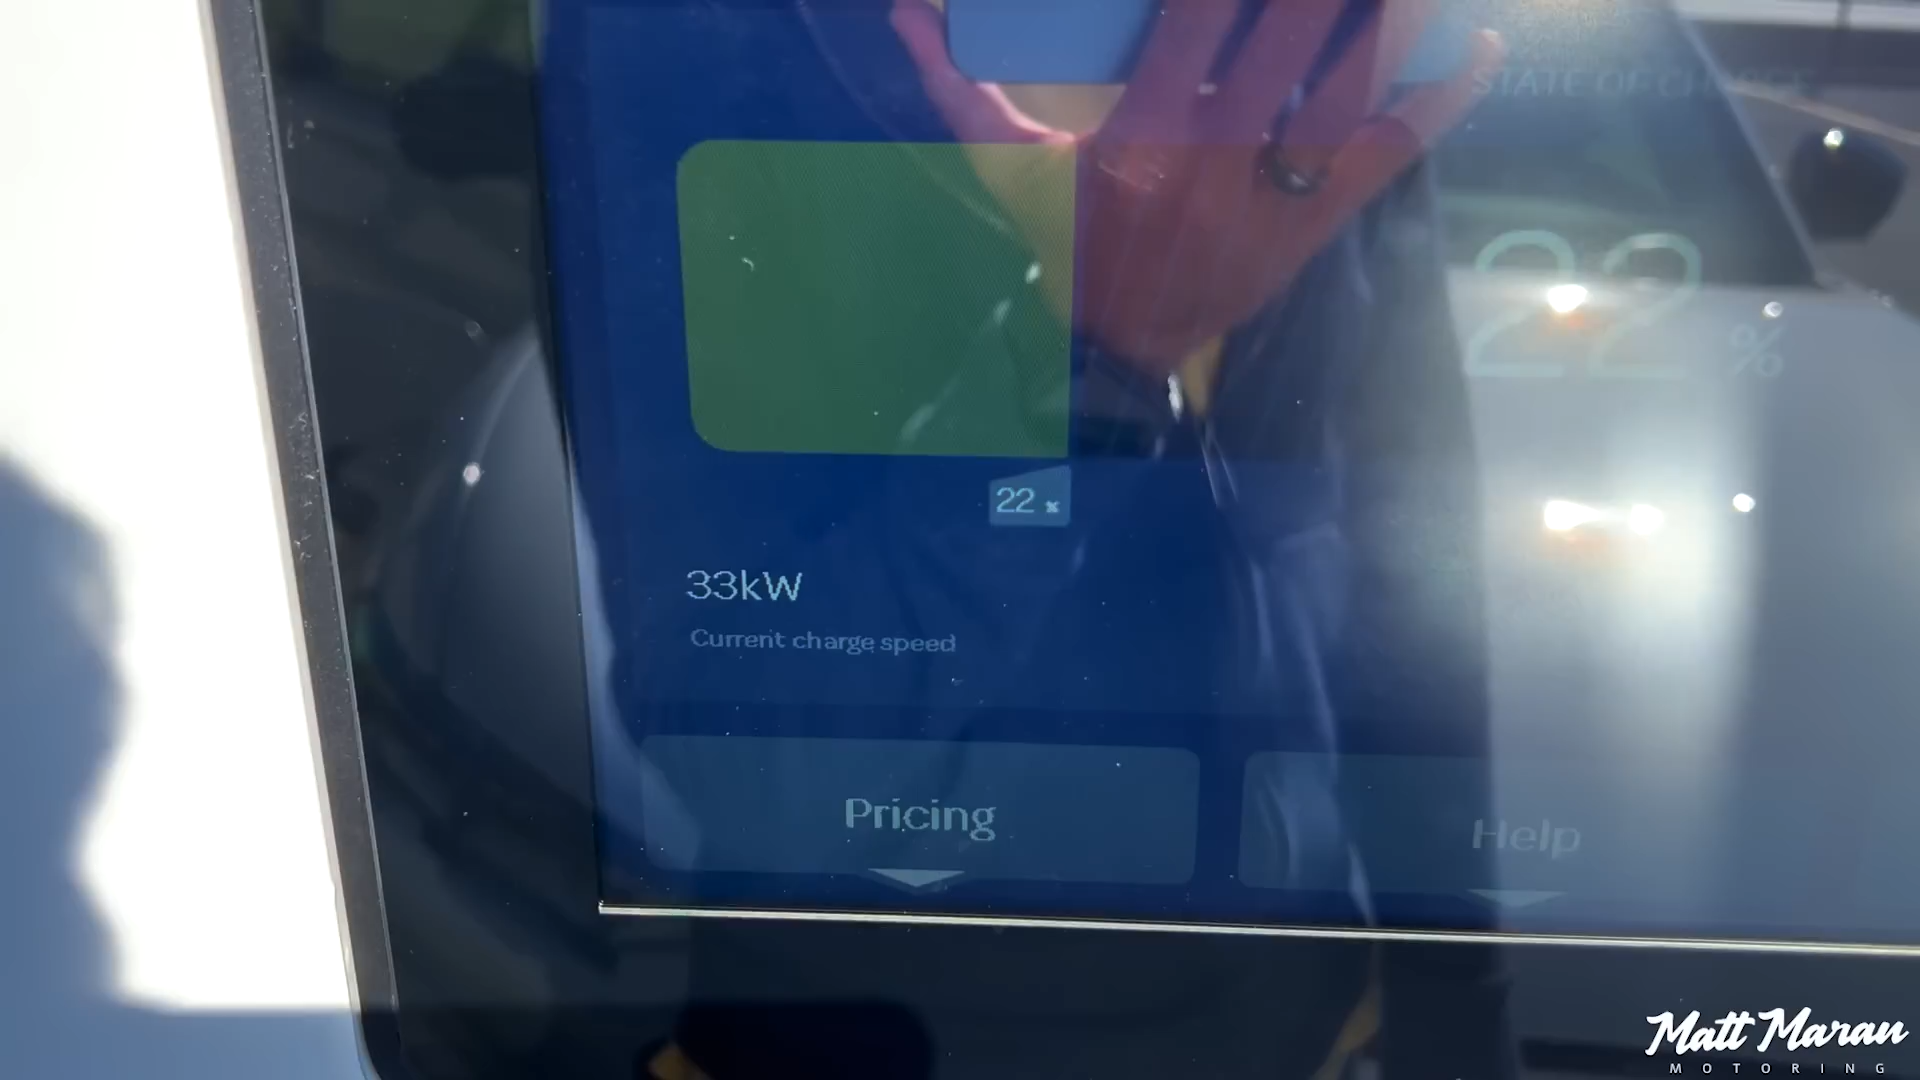 STATE OF CHARGE
22 %
22 %
33kW
Current charge speed
Pricing
Help
Matt Maran
MOTORING